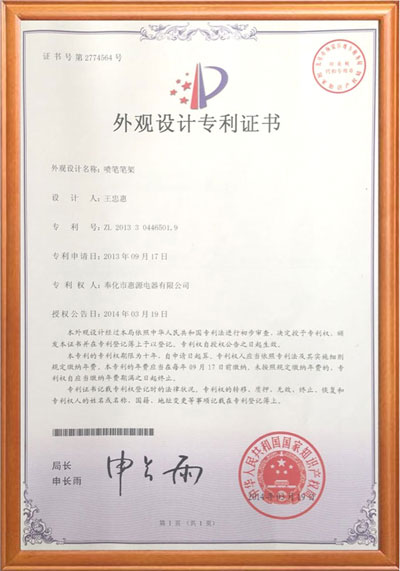 证书号第2774564号
外观设计专利证书
外观设计名称：喷笔笔架
设计人：王忠惠
专利号：ZL 2013 3 0446501.9
专利申请日：2013年09月17日
专利权人：奉化市惠源电器有限公司
授权公告日：2014年03月19日
本外观设计经过本局依照中华人民共和国专利法进行初步审查，决定授予专利权，颁
发本证书并在专利登记簿上予以登记。专利权自授权公告之日起生效。
本专利的专利权期限为十年，自申请日起算。专利权人应当依照专利法及其实施细则
规定缴纳年费。本专利的年费应当在每年09月17日前缴纳。未按照规定缴纳年费的，专利
权自应当缴纳年费期满之日起终止。
专利证书记载专利权登记时的法律状况。专利权的转移、质押、无效、终止、恢复和
专利权人的姓名或名称、国籍、地址变更等事项记载在专利登记簿上。
局长
申长雨
申长雨
中华人民共和国国家知识产权局
2014年03月19日
第1页（共1页）